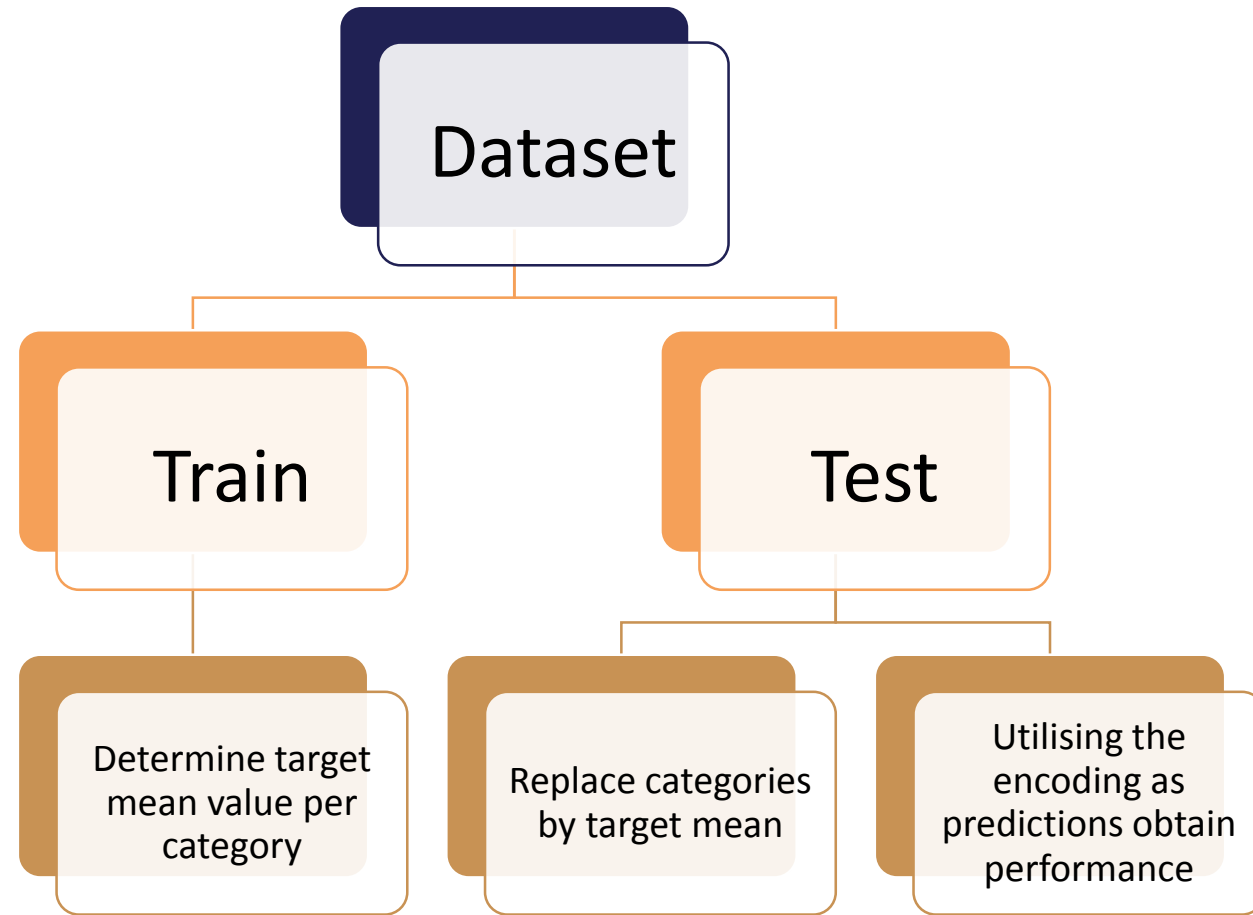 Dataset
Train
Test
Determine target
mean value per
category
Replace categories
by target mean
Utilising the
encoding as
predictions obtain
performance